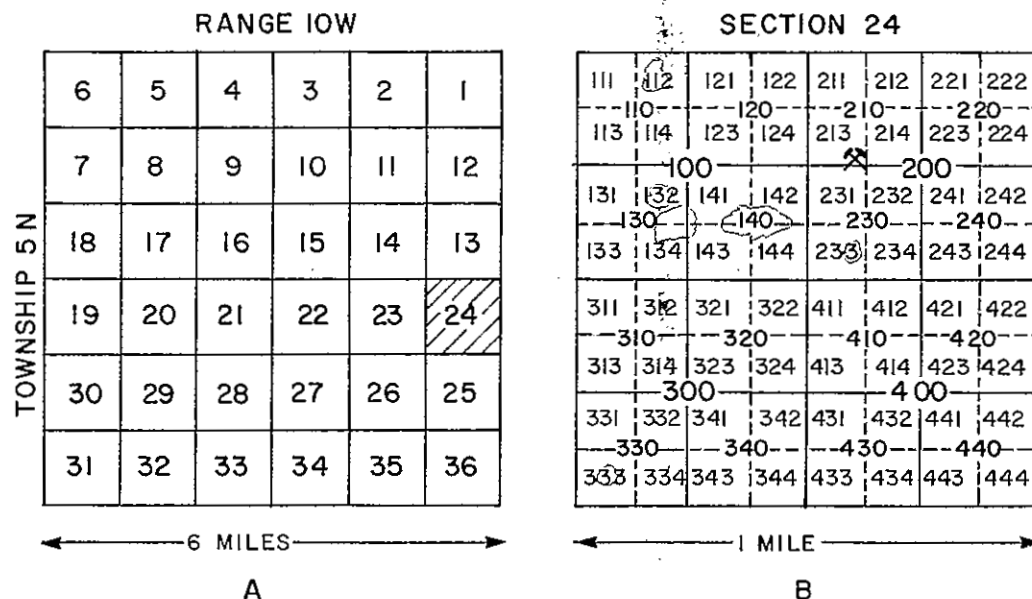 RANGE 10W
6 5 4 3 2 1
7 8 9 10 11 12
18 17 16 15 14 13
19 20 21 22 23 24
30 29 28 27 26 25
31 32 33 34 35 36
TOWNSHIP 5 N
6 MILES
A
SECTION 24
111 112 121 122 211 212 221 222
110 120 210 220
113 114 123 124 213 214 223 224
100 200
131 132 141 142 231 232 241 242
130 140 230 240
133 134 143 144 233 234 243 244
311 312 321 322 411 412 421 422
310 320 410 420
313 314 323 324 413 414 423 424
300 400
331 332 341 342 431 432 441 442
330 340 430 440
333 334 343 344 433 434 443 444
1 MILE
B